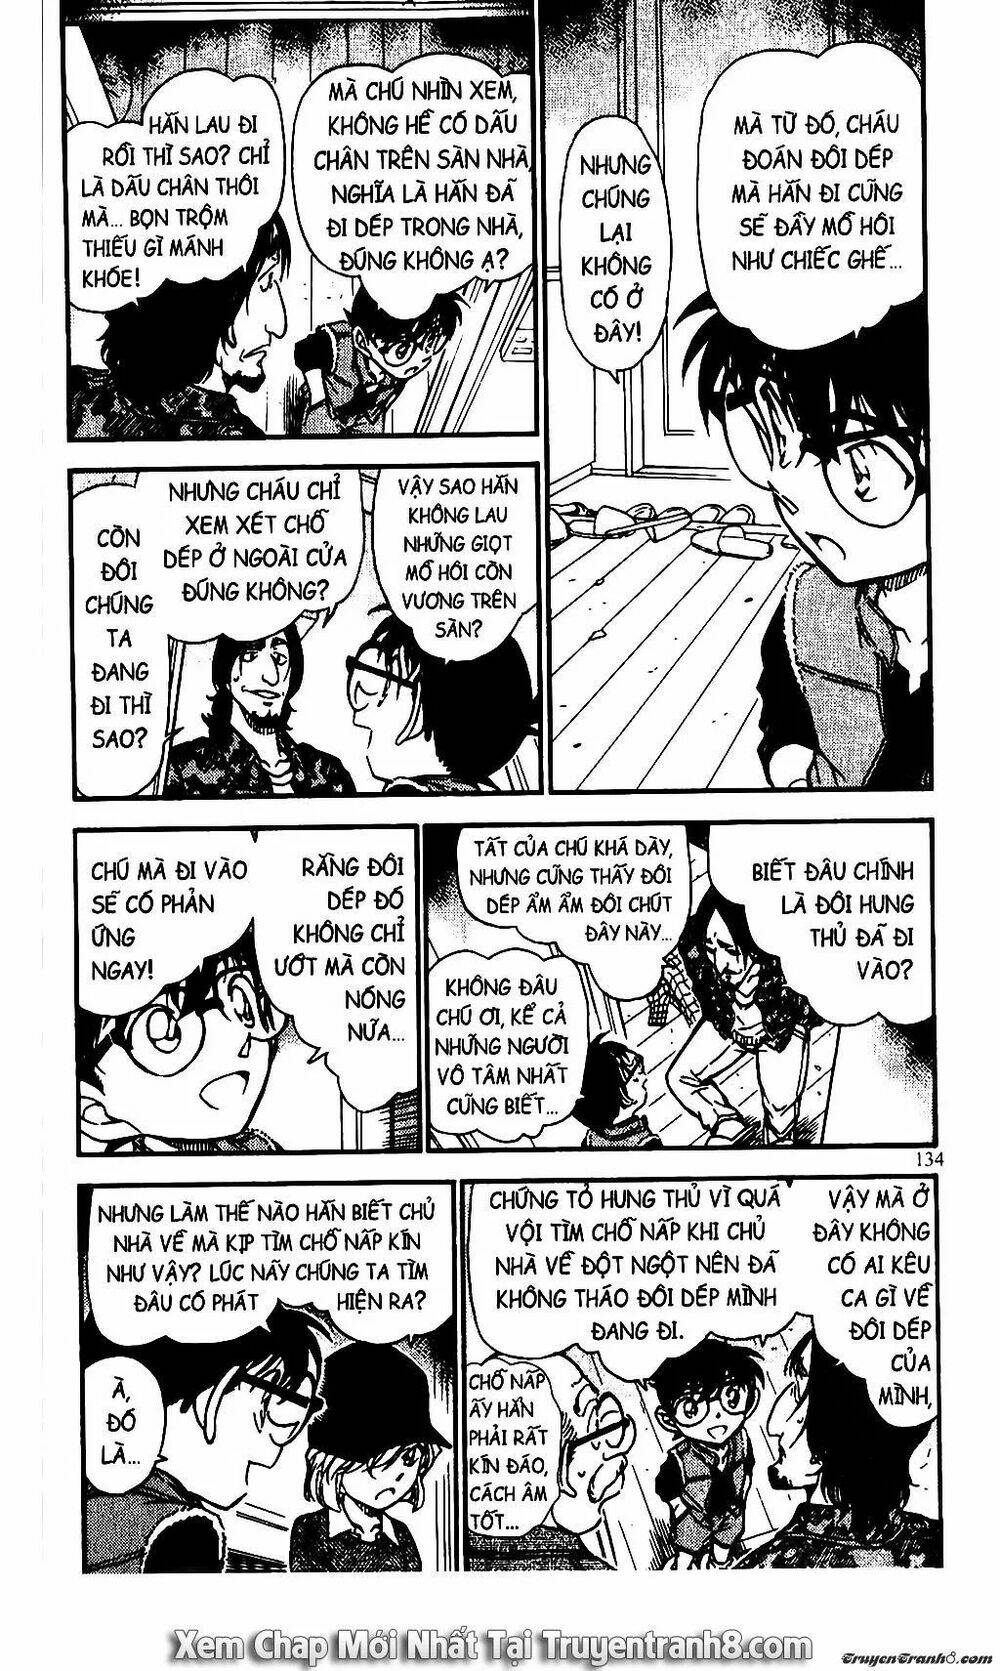 MÀ TỪ ĐÓ, CHÁU
ĐOÁN ĐÔI DÉP
MÀ HẮN ĐI CŨNG
SẼ ĐẦY MỒ HÔI
NHƯ CHIẾC GHẾ...
NHƯNG
CHÚNG
LẠI
KHÔNG
CÓ Ở
ĐÂY!
MÀ CHÚ NHÌN XEM,
KHÔNG HỀ CÓ DẤU
CHÂN TRÊN SÀN NHÀ,
NGHĨA LÀ HẮN ĐÃ
ĐI DÉP TRONG NHÀ,
ĐÚNG KHÔNG Ạ?
HẮN LAU ĐI
RỒI THÌ SAO? CHỈ
LÀ DẤU CHÂN THÔI
MÀ... BỌN TRỘM
THIẾU GÌ MÁNH
KHÓE!
VẬY SAO HẮN
KHÔNG LAU
NHỮNG GIỌT
MỒ HÔI CÒN
VƯƠNG TRÊN
SÀN?
NHƯNG CHÁU CHỈ
XEM XÉT CHỖ
DÉP Ở NGOÀI CỬA
ĐÚNG KHÔNG?
CÒN
ĐÔI
CHÚNG
TA
ĐANG
ĐI THÌ
SAO?
BIẾT ĐÂU CHÍNH
LÀ ĐÔI HUNG
THỦ ĐÃ ĐI
VÀO?
TẤT CỦA CHÚ KHÁ DÀY,
NHƯNG CŨNG THẤY ĐÔI
DÉP ẨM ẨM ĐÔI CHÚT
ĐÂY NÀY...
KHÔNG ĐÂU
CHÚ ƠI, KỂ CẢ
NHỮNG NGƯỜI
VÔ TÂM NHẤT
CŨNG BIẾT...
RẰNG ĐÔI
DÉP ĐÓ
KHÔNG CHỈ
ƯỚT MÀ CÒN
NÓNG
NỮA...
CHÚ MÀ ĐI VÀO
SẼ CÓ PHẢN
ỨNG
NGAY!
134
VẬY MÀ Ở
ĐÂY KHÔNG
CÓ AI KÊU
CA GÌ VỀ
ĐÔI DÉP
CỦA
MÌNH,
CHỨNG TỎ HUNG THỦ VÌ QUÁ
VỘI TÌM CHỖ NẤP KHI CHỦ
NHÀ VỀ ĐỘT NGỘT NÊN ĐÃ
KHÔNG THÁO ĐÔI DÉP MÌNH
ĐANG ĐI.
CHỖ NẤP
ẤY HẲN
PHẢI RẤT
KÍN ĐÁO,
CÁCH ÂM
TỐT...
NHƯNG LÀM THẾ NÀO HẮN BIẾT CHỦ
NHÀ VỀ MÀ KỊP TÌM CHỖ NẤP KÍN
NHƯ VẬY? LÚC NÃY CHÚNG TA TÌM
ĐÂU CÓ PHÁT HIỆN RA?
À,
ĐÓ
LÀ...
Xem Chap Mới Nhất Tại Truyentranh8.com
TruyenTranh8.com